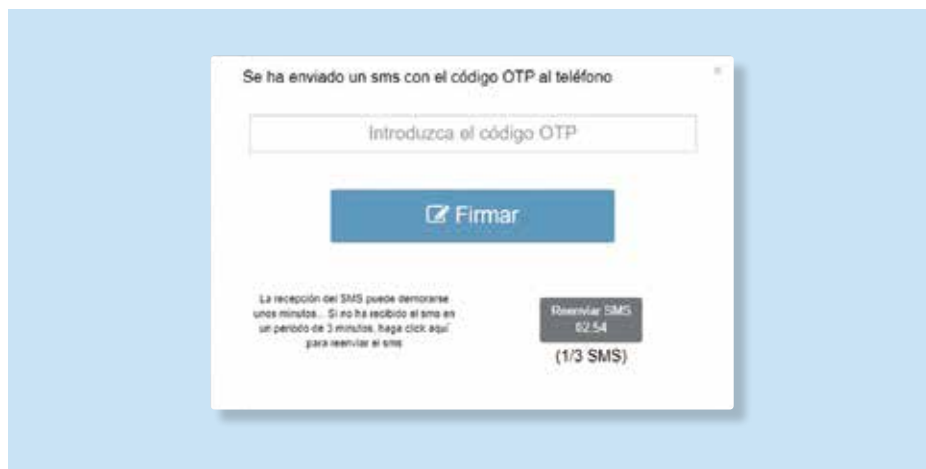 Se ha enviado un sms con el código OTP al teléfono
Introduzca el código OTP
Firmar
La recepción del SMS puede demorarse
unos minutos... Si no ha recibido el sms en
un periodo de 3 minutos, haga click aquí
para reenviar el sms
Reenviar SMS
02:54
(1/3 SMS)